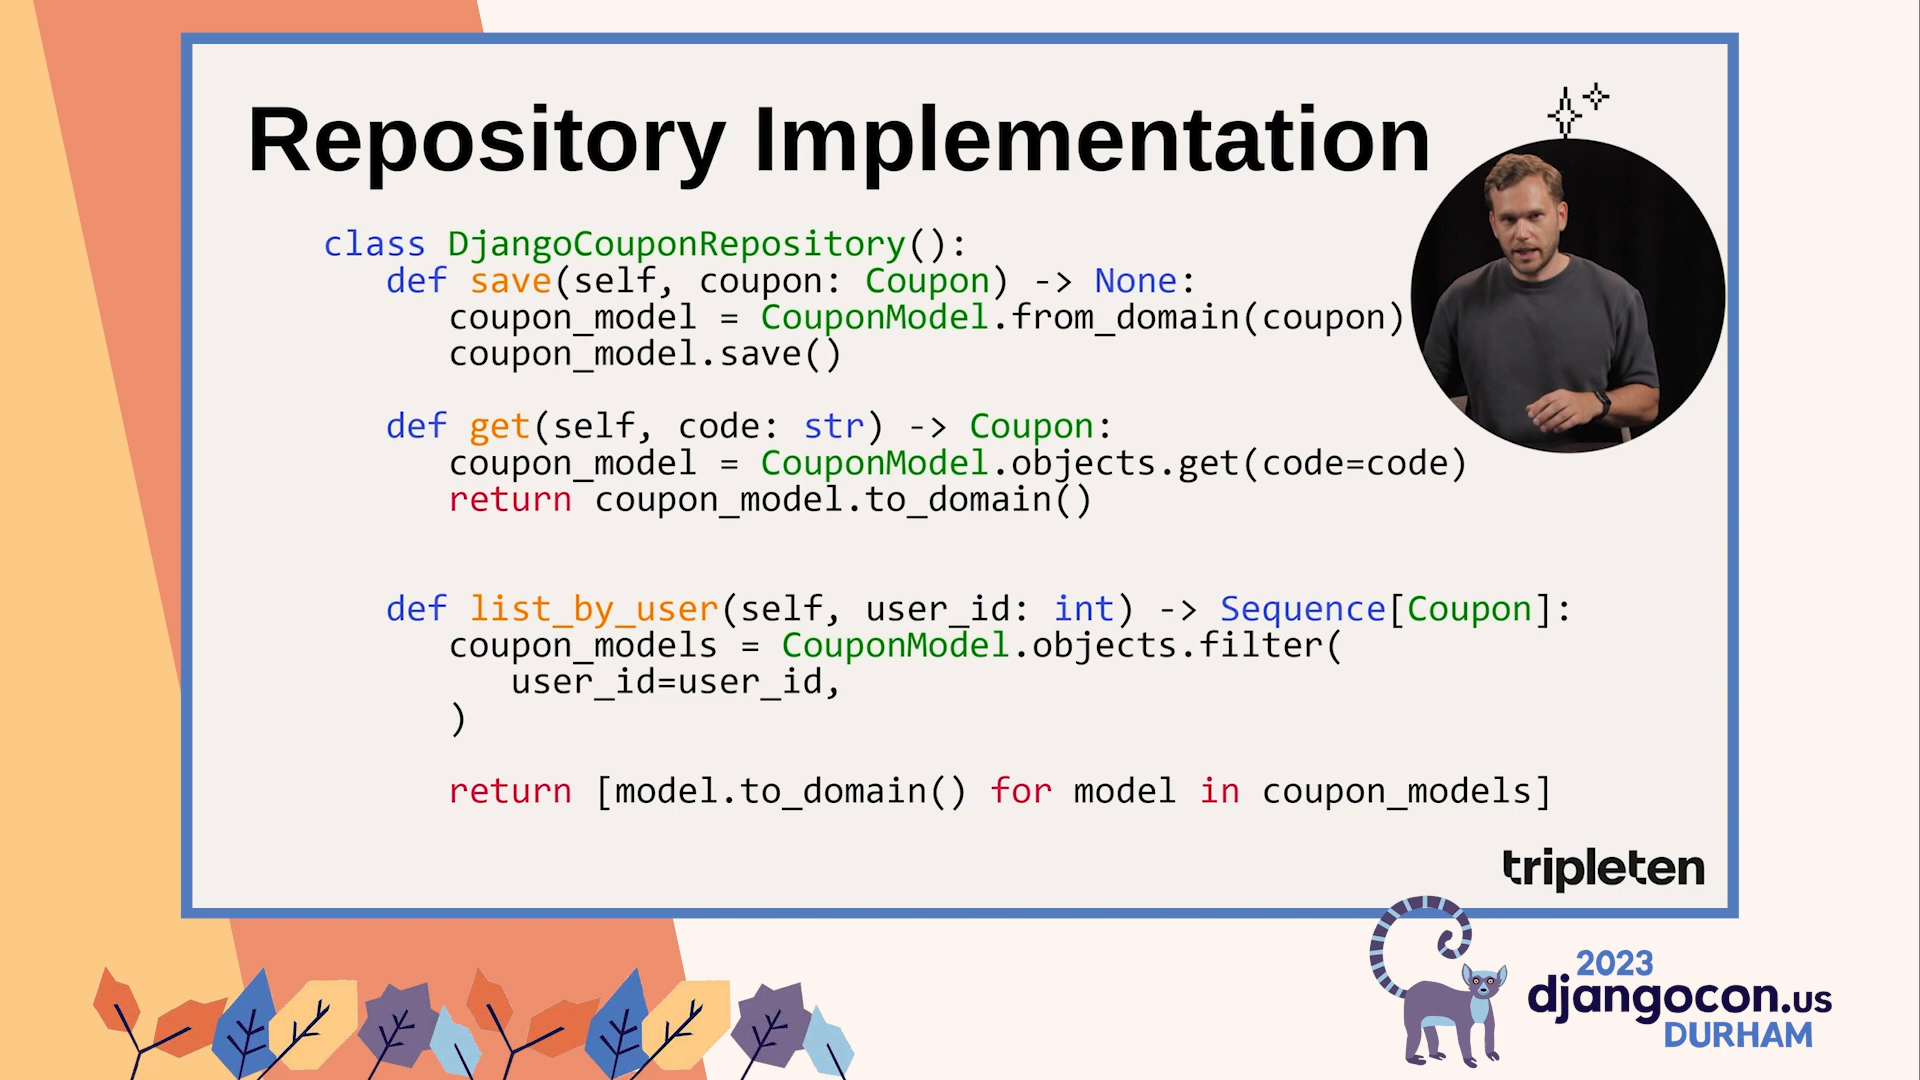 Repository Implementation
class DjangoCouponRepository():
def save(self, coupon: Coupon) -> None:
coupon_model = CouponModel.from_domain(coupon)
coupon_model.save()
def get(self, code: str) -> Coupon:
coupon_model = CouponModel.objects.get(code=code)
return coupon_model.to_domain()
def list_by_user(self, user_id: int) -> Sequence[Coupon]:
coupon_models = CouponModel.objects.filter(
user_id=user_id,
)
return [model.to_domain() for model in coupon_models]
tripleten
2023
djangocon.us
DURHAM